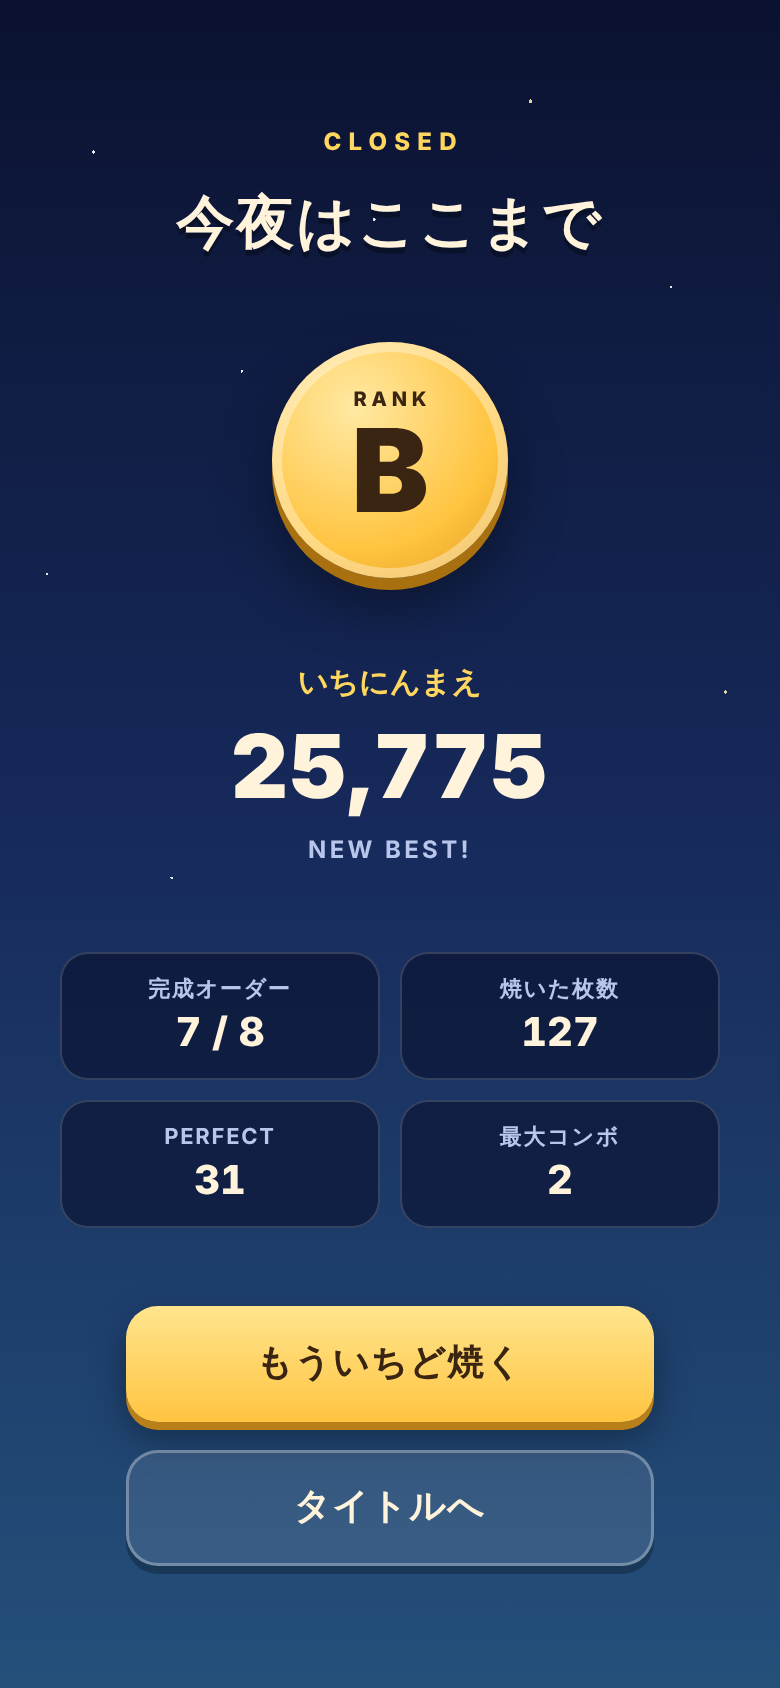 CLOSED
今夜はここまで
RANK
B
いちにんまえ
25,775
NEW BEST!
完成オーダー
7 / 8
焼いた枚数
127
PERFECT
31
最大コンボ
2
もういちど焼く
タイトルへ